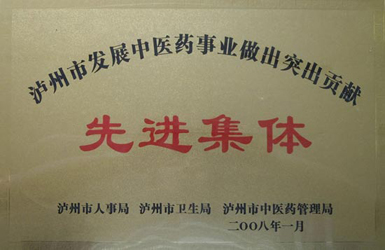 泸州市发展中医药事业做出突出贡献
先进集体
泸州市人事局 泸州市卫生局 泸州市中医药管理局
二OO八年一月